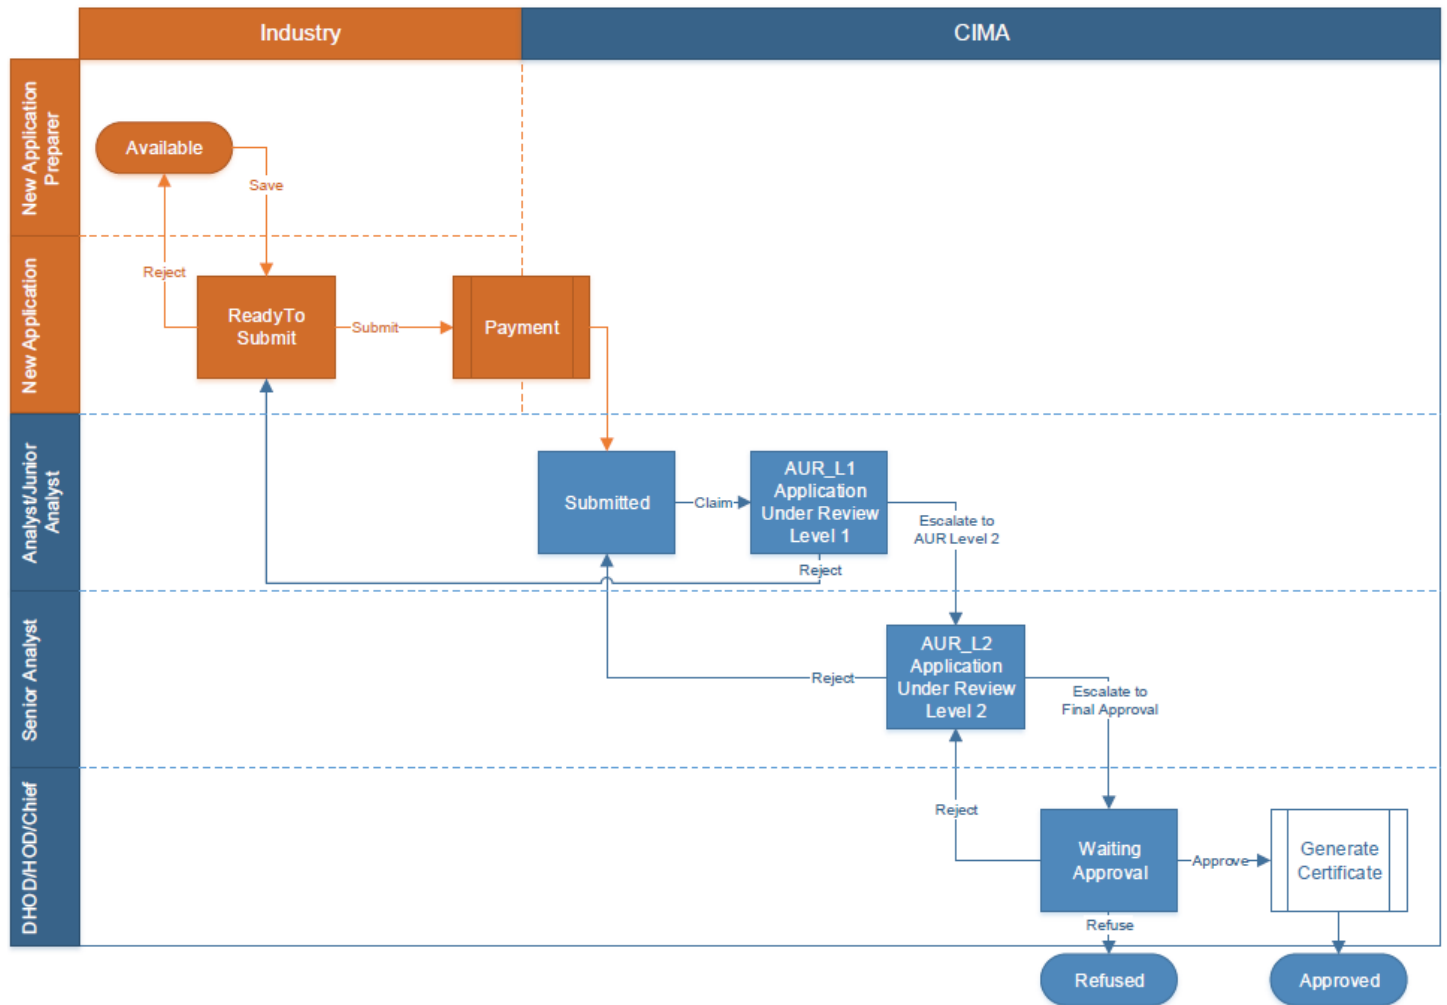 Industry
CIMA
New Application
Preparer
Available
Save
Reject
New Application
ReadyTo
Submit
Submit
Payment
Analyst/Junior
Analyst
Submitted
Claim
AUR_L1
Application
Under Review
Level 1
Escalate to
AUR Level 2
Reject
Senior Analyst
Reject
AUR_L2
Application
Under Review
Level 2
Escalate to
Final Approval
DHOD/HOD/Chief
Reject
Waiting
Approval
Approve
Generate
Certificate
Refuse
Refused
Approved